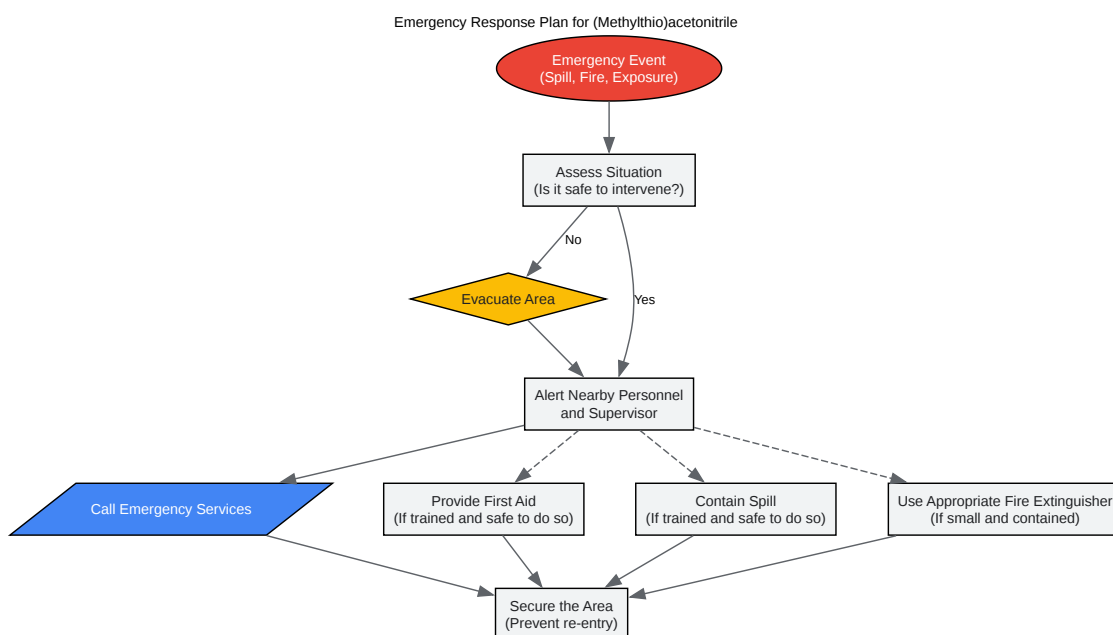 Emergency Response Plan for (Methylthio)acetonitrile
Emergency Event
(Spill, Fire, Exposure)
Assess Situation
(Is it safe to intervene?)
No
Evacuate Area
Yes
Alert Nearby Personnel
and Supervisor
Call Emergency Services
Provide First Aid
(If trained and safe to do so)
Contain Spill
(If trained and safe to do so)
Use Appropriate Fire Extinguisher
(If small and contained)
Secure the Area
(Prevent re-entry)